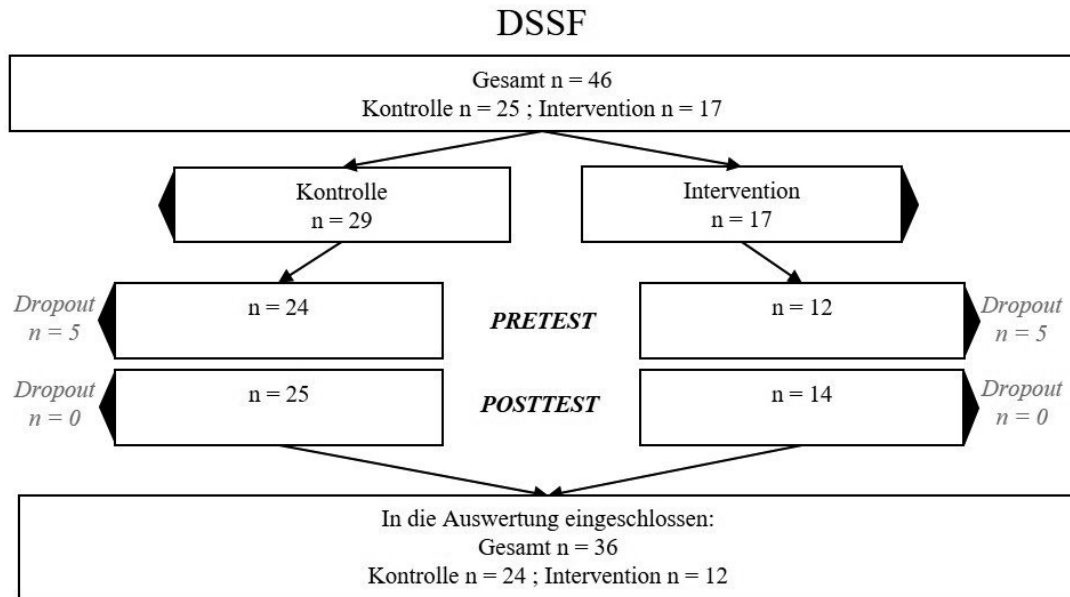 DSSF
Gesamt n = 46
Kontrolle n = 25 ; Intervention n = 17
Kontrolle
n = 29
Intervention
n = 17
Dropout
n = 5
n = 24
PRETEST
n = 12
Dropout
n = 5
Dropout
n = 0
n = 25
POSTTEST
n = 14
Dropout
n = 0
In die Auswertung eingeschlossen:
Gesamt n = 36
Kontrolle n = 24 ; Intervention n = 12